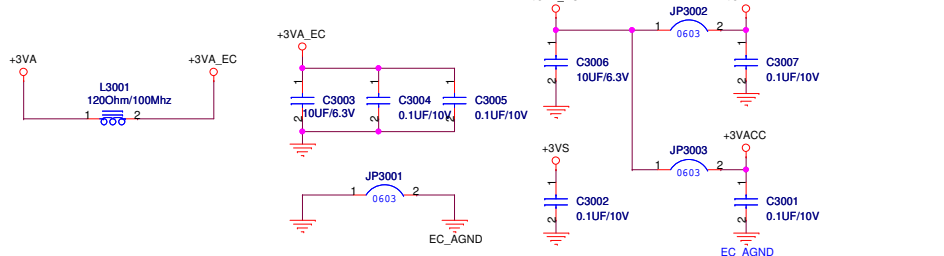 +3VA
+3VA_EC
L3001
120Ohm/100Mhz
1
2
+3VA_EC
1
1
1
C3003
C3004
C3005
10UF/6.3V
0.1UF/10V
0.1UF/10V
2
2
2
JP3001
1
2
0603
EC_AGND
JP3002
1
2
0603
1
1
C3006
C3007
10UF/6.3V
0.1UF/10V
2
2
+3VACC
+3VS
JP3003
1
2
0603
1
1
C3002
C3001
0.1UF/10V
0.1UF/10V
2
2
EC_AGND